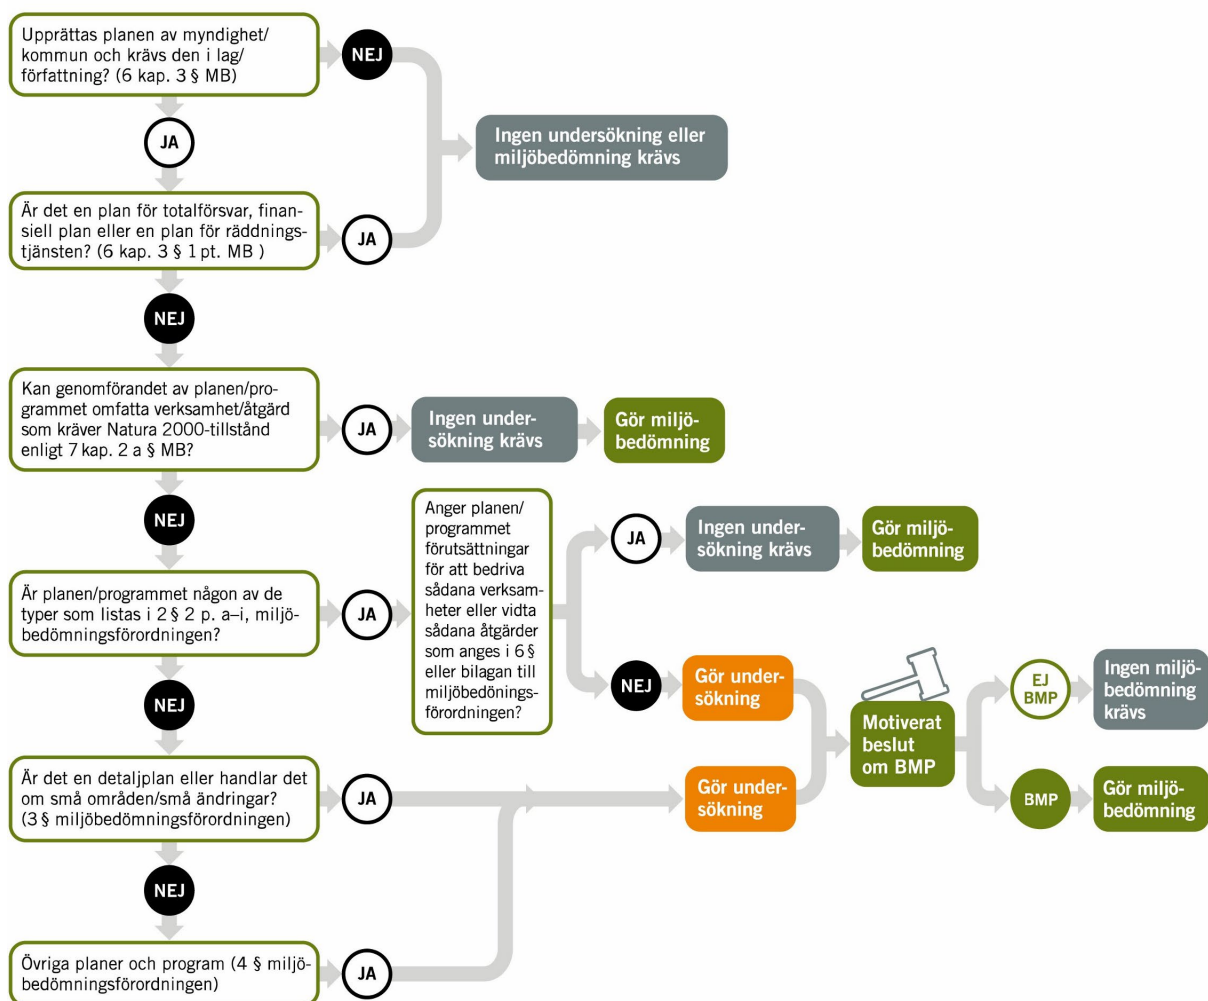 Upprättas planen av myndighet/
kommun och krävs den i lag/
författning? (6 kap. 3 § MB)
NEJ
JA
Ingen undersökning eller
miljöbedömning krävs
Är det en plan för totalförsvar, finan-
siell plan eller en plan för räddnings-
tjänsten? (6 kap. 3 § 1 pt. MB )
JA
NEJ
Kan genomförandet av planen/pro-
grammet omfatta verksamhet/åtgärd
som kräver Natura 2000-tillstånd
enligt 7 kap. 2 a § MB?
JA
Ingen under-
sökning krävs
Gör miljö-
bedömning
NEJ
Är planen/programmet någon av de
typer som listas i 2 § 2 p. a–i, miljö-
bedömningsförordningen?
JA
Anger planen/
programmet
förutsättningar
för att bedriva
sådana verksam-
heter eller vidta
sådana åtgärder
som anges i 6 §
eller bilagan till
miljöbedönings-
förordningen?
JA
Ingen under-
sökning krävs
Gör miljö-
bedömning
NEJ
Gör under-
sökning
Motiverat
beslut
om BMP
EJ
BMP
Ingen miljö-
bedömning
krävs
BMP
Gör miljö-
bedömning
NEJ
Är det en detaljplan eller handlar det
om små områden/små ändringar?
(3 § miljöbedömningsförordningen)
JA
Gör under-
sökning
NEJ
Övriga planer och program (4 § miljö-
bedömningsförordningen)
JA